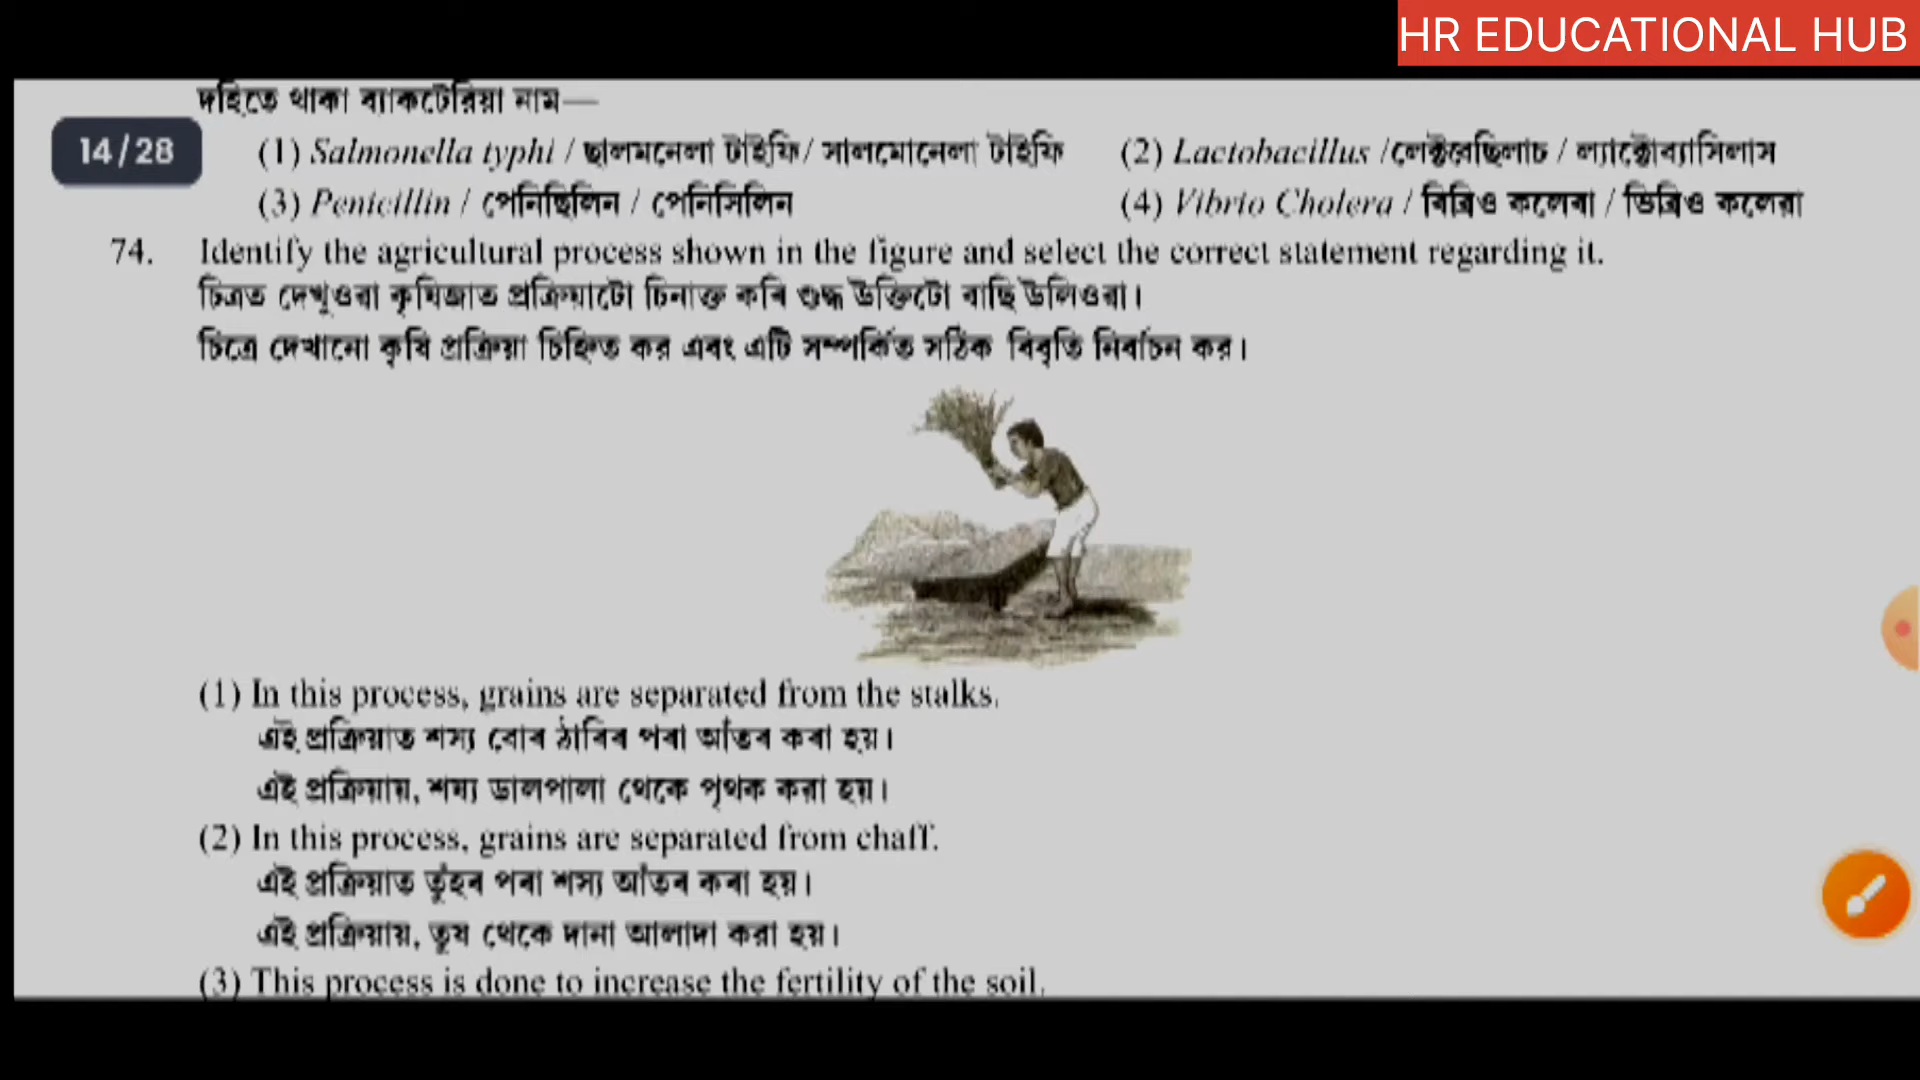 HR EDUCATIONAL HUB
দহিতে থাকা ব্যাকটেরিয়া নাম—
14/28
(1) Salmonella typhi / ছালমনেলা টাইফি/ সালমোনেলা টাইফি (2) Lactobacillus /লেক্টবেছিলাচ / ল্যাক্টোব্যাসিলাস
(3) Penicillin / পেনিছিলিন / পেনিসিলিন (4) Vibrio Cholera / বিব্রিও কলেৰা / ভিব্রিও কলেরা
74. Identify the agricultural process shown in the figure and select the correct statement regarding it.
চিত্ৰত দেখুওৱা কৃষিজাত প্ৰক্ৰিয়াটো চিনাক্ত কৰি শুদ্ধ উক্তিটো বাছি উলিওৱা।
চিত্রে দেখানো কৃষি প্রক্রিয়া চিহ্নিত কর এবং এটি সম্পর্কিত সঠিক বিবৃতি নির্বাচন কর।
(1) In this process, grains are separated from the stalks.
এই প্ৰক্ৰিয়াত শস্য বোৰ ঠাৰিৰ পৰা আঁতৰ কৰা হয়।
এই প্রক্রিয়ায়, শষ্য ডালপালা থেকে পৃথক করা হয়।
(2) In this process, grains are separated from chaff.
এই প্ৰক্ৰিয়াত তুঁহৰ পৰা শস্য আঁতৰ কৰা হয়।
এই প্রক্রিয়ায়, তুষ থেকে দানা আলাদা করা হয়।
(3) This process is done to increase the fertility of the soil.